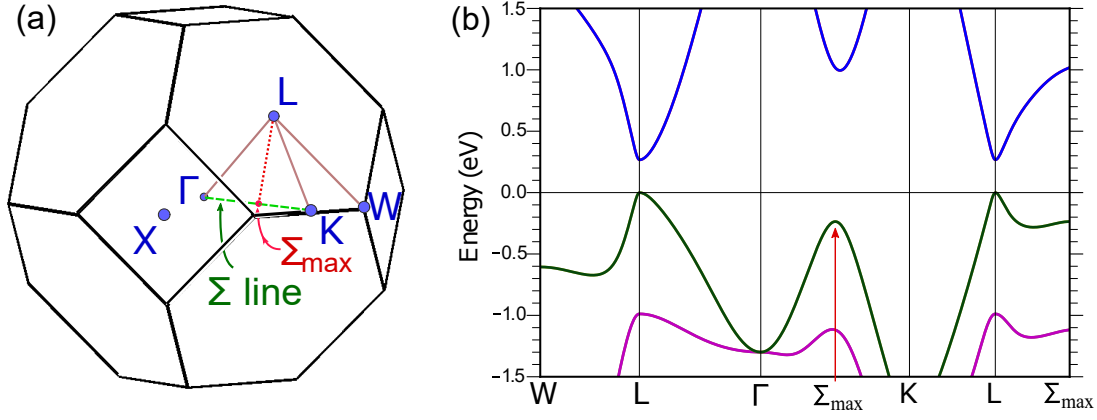 (a)
L
Γ
X
K
W
Σmax
Σ line
(b)
Energy (eV)
1.5
1.0
0.5
0.0
−0.5
−1.0
−1.5
W L Γ Σmax K L Σmax